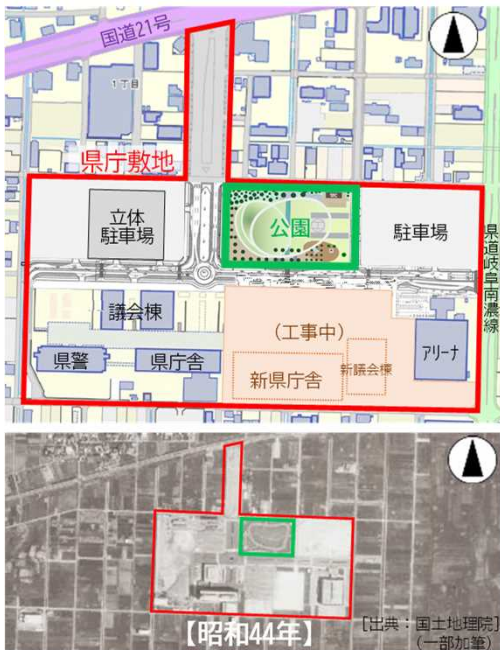 国道21号
1丁目
県庁敷地
立体
駐車場
公園
駐車場
県道岐阜南濃線
議会棟
(工事中)
県警
県庁舎
新県庁舎
新議会棟
アリーナ
【昭和44年】
[出典:国土地理院]
(一部加筆)